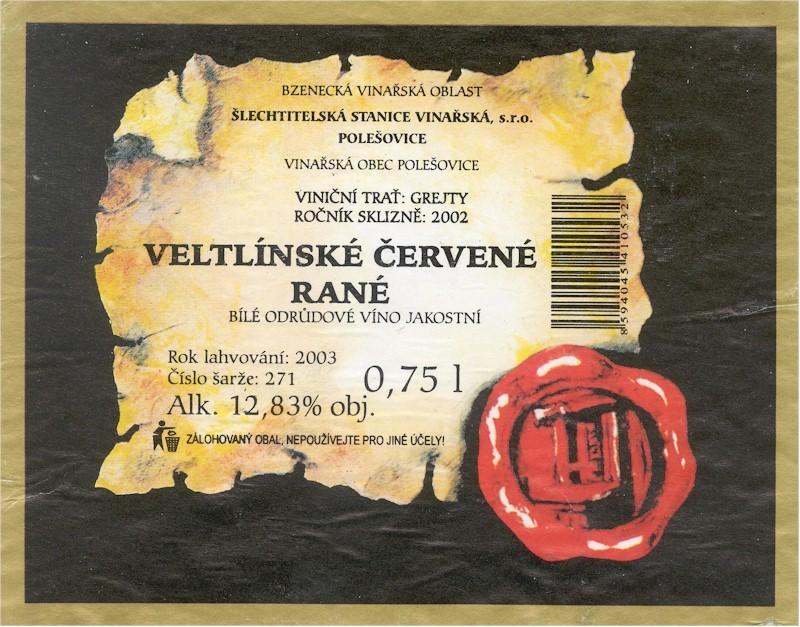 BZENECKÁ VINAŘSKÁ OBLAST
ŠLECHTITELSKÁ STANICE VINAŘSKÁ, s.r.o.
POLEŠOVICE
VINAŘSKÁ OBEC POLEŠOVICE
VINIČNÍ TRAŤ: GREJTY
ROČNÍK SKLIZNĚ: 2002
VELTLÍNSKÉ ČERVENÉ
RANÉ
BÍLÉ ODRŮDOVÉ VÍNO JAKOSTNÍ
Rok lahvování: 2003
Číslo šarže: 271
0,75 l
Alk. 12,83% obj.
ZÁLOHOVANÝ OBAL, NEPOUŽÍVEJTE PRO JINÉ ÚČELY!
8594045410532